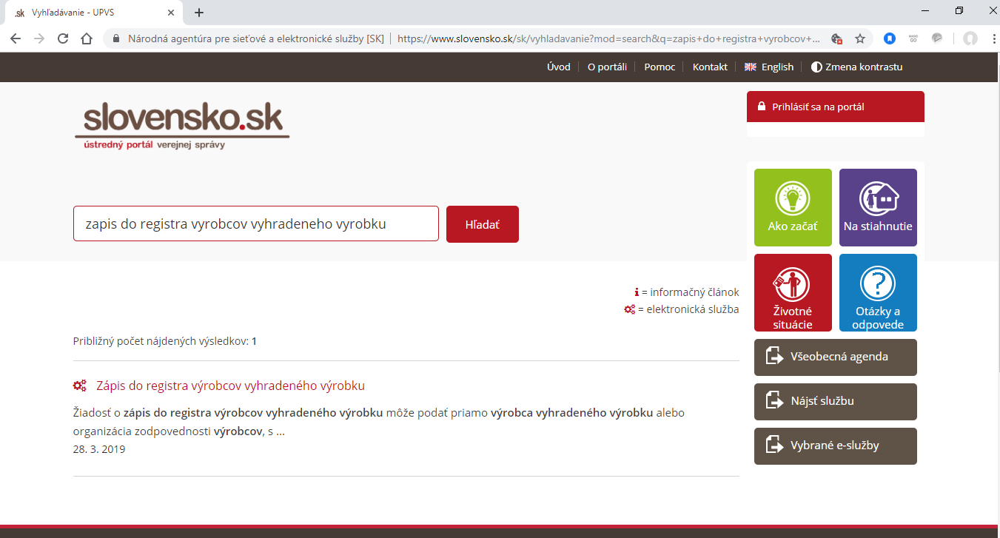 .sk Vyhľadávanie - UPVS
Národná agentúra pre sieťové a elektronické služby [SK] https://www.slovensko.sk/sk/vyhladavanie?mod=search&q=zapis+do+registra+vyrobcov+...
Úvod O portáli Pomoc Kontakt English Zmena kontrastu
slovensko.sk
ústredný portál verejnej správy
Prihlásiť sa na portál
zapis do registra vyrobcov vyhradeneho vyrobku
Hľadať
Ako začať
Na stiahnutie
Životné
situácie
Otázky a
odpovede
Všeobecná agenda
Nájsť službu
Vybrané e-služby
i = informačný článok
= elektronická služba
Približný počet nájdených výsledkov: 1
Zápis do registra výrobcov vyhradeného výrobku
Žiadosť o zápis do registra výrobcov vyhradeného výrobku môže podať priamo výrobca vyhradeného výrobku alebo
organizácia zodpovednosti výrobcov, s ...
28. 3. 2019